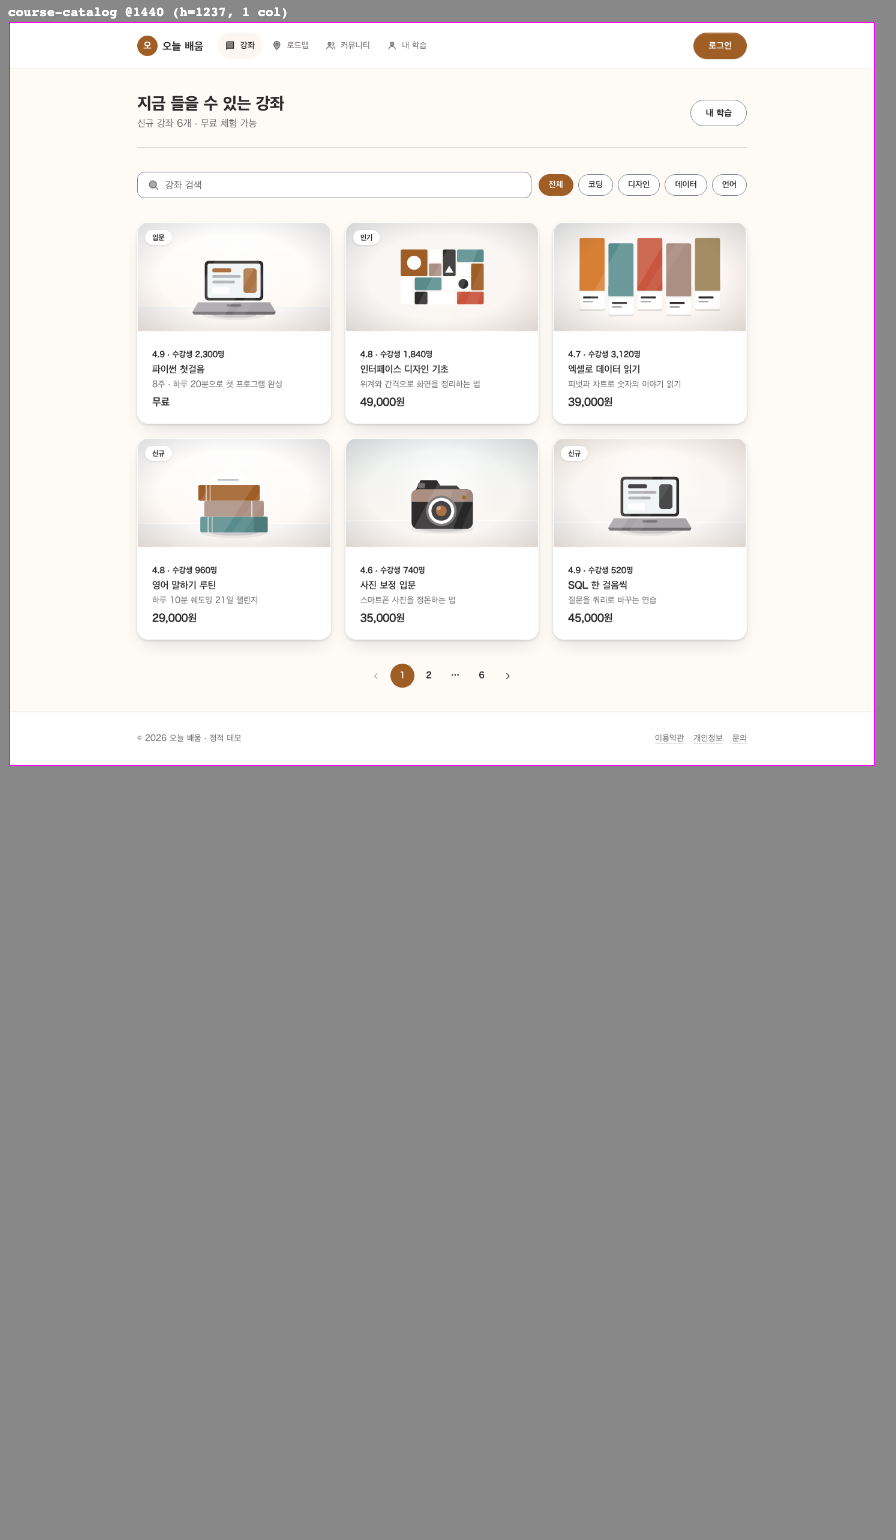 course-catalog @1440 (h=1237, 1 col)
오 오늘 배움 강좌 로드맵 커뮤니티 내 학습 로그인
지금 들을 수 있는 강좌
신규 강좌 6개 · 무료 체험 가능
내 학습
강좌 검색 전체 코딩 디자인 데이터 언어
입문
4.9 · 수강생 2,300명
파이썬 첫걸음
8주 · 하루 20분으로 첫 프로그램 완성
무료
인기
4.8 · 수강생 1,840명
인터페이스 디자인 기초
위계와 간격으로 화면을 정리하는 법
49,000원
4.7 · 수강생 3,120명
엑셀로 데이터 읽기
피벗과 차트로 숫자의 이야기 읽기
39,000원
신규
4.8 · 수강생 960명
영어 말하기 루틴
하루 10분 쉐도잉 21일 챌린지
29,000원
4.6 · 수강생 740명
사진 보정 입문
스마트폰 사진을 정돈하는 법
35,000원
신규
4.9 · 수강생 520명
SQL 한 걸음씩
질문을 쿼리로 바꾸는 연습
45,000원
‹ 1 2 ··· 6 ›
© 2026 오늘 배움 · 정적 데모
이용약관 개인정보 문의